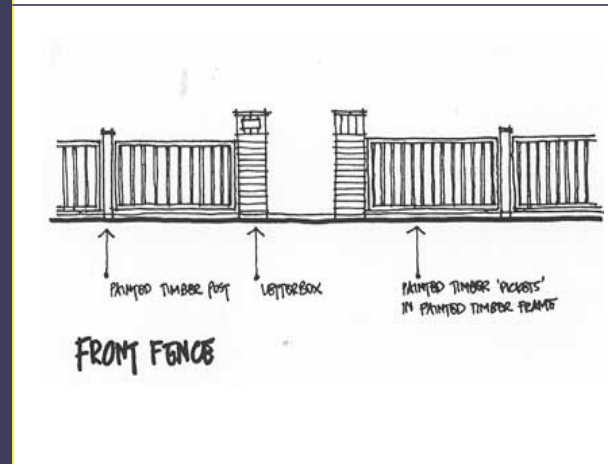 PAINTED TIMBER POST
LETTERBOX
PAINTED TIMBER 'PICKETS'
IN PAINTED TIMBER FRAME
FRONT FENCE